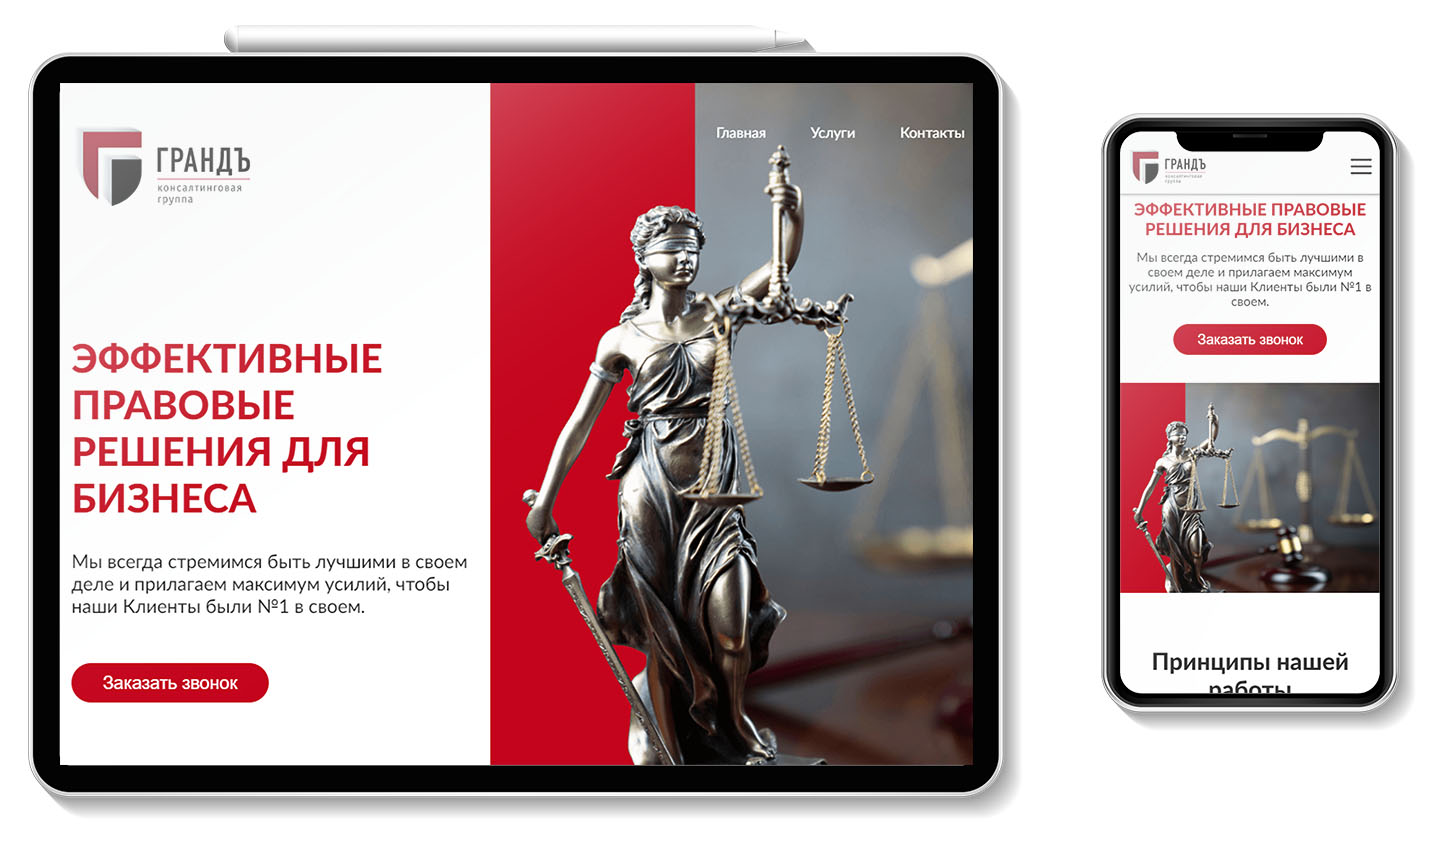 ГРАНДЪ
консалтинговая
группа
Главная Услуги Контакты
ЭФФЕКТИВНЫЕ
ПРАВОВЫЕ
РЕШЕНИЯ ДЛЯ
БИЗНЕСА
Мы всегда стремимся быть лучшими в своем
деле и прилагаем максимум усилий, чтобы
наши Клиенты были №1 в своем.
Заказать звонок
ГРАНДЪ
консалтинговая
группа
ЭФФЕКТИВНЫЕ ПРАВОВЫЕ
РЕШЕНИЯ ДЛЯ БИЗНЕСА
Мы всегда стремимся быть лучшими в
своем деле и прилагаем максимум
усилий, чтобы наши Клиенты были №1 в
своем.
Заказать звонок
Принципы нашей
работы